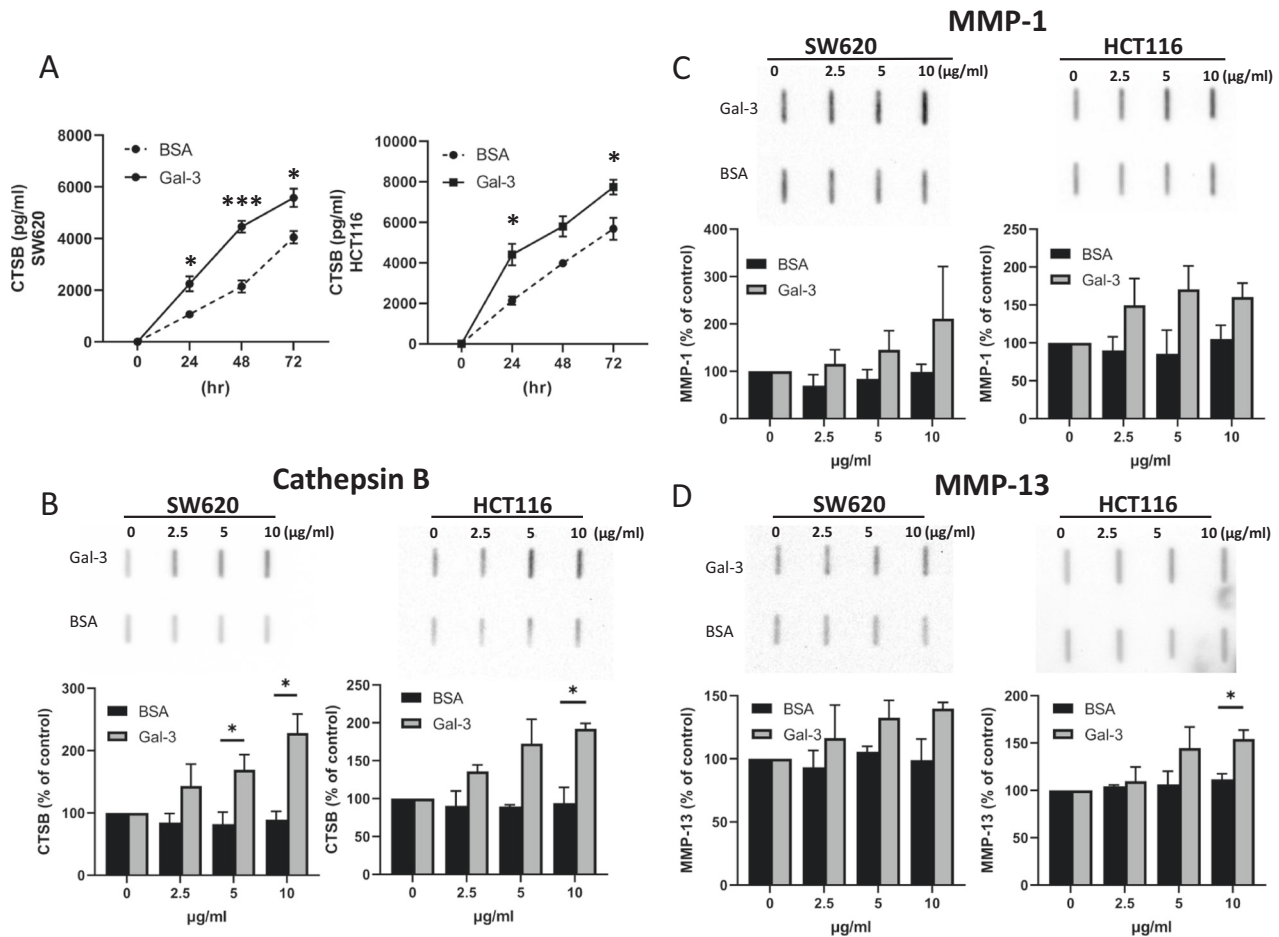 A
8000
6000
4000
2000
0
CTSB (pg/ml)
SW620
BSA
Gal-3
*
***
*
0 24 48 72
(hr)
10000
8000
6000
4000
2000
0
CTSB (pg/ml)
HCT116
BSA
Gal-3
*
*
0 24 48 72
(hr)
Cathepsin B
B
SW620
0 2.5 5 10 (μg/ml)
Gal-3
BSA
HCT116
0 2.5 5 10 (μg/ml)
300
200
100
0
CTSB (% of control)
BSA
Gal-3
*
*
0 2.5 5 10
μg/ml
250
200
150
100
50
0
CTSB (% of control)
BSA
Gal-3
*
0 2.5 5 10
μg/ml
MMP-1
C
SW620
0 2.5 5 10 (μg/ml)
Gal-3
BSA
HCT116
0 2.5 5 10 (μg/ml)
400
300
200
100
0
MMP-1 (% of control)
BSA
Gal-3
0 2.5 5 10
μg/ml
250
200
150
100
50
0
MMP-1 (% of control)
BSA
Gal-3
0 2.5 5 10
μg/ml
MMP-13
D
SW620
0 2.5 5 10 (μg/ml)
Gal-3
BSA
HCT116
0 2.5 5 10 (μg/ml)
150
100
50
0
MMP-13 (% of control)
BSA
Gal-3
0 2.5 5 10
μg/ml
200
150
100
50
0
MMP-13 (% of control)
BSA
Gal-3
*
0 2.5 5 10
μg/ml